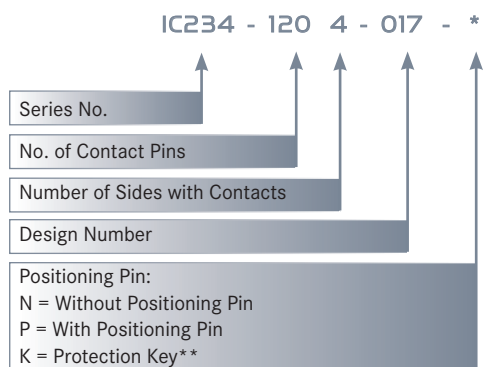 IC234 - 120 4 - 017 - *
Series No.
No. of Contact Pins
Number of Sides with Contacts
Design Number
Positioning Pin:
N = Without Positioning Pin
P = With Positioning Pin
K = Protection Key**